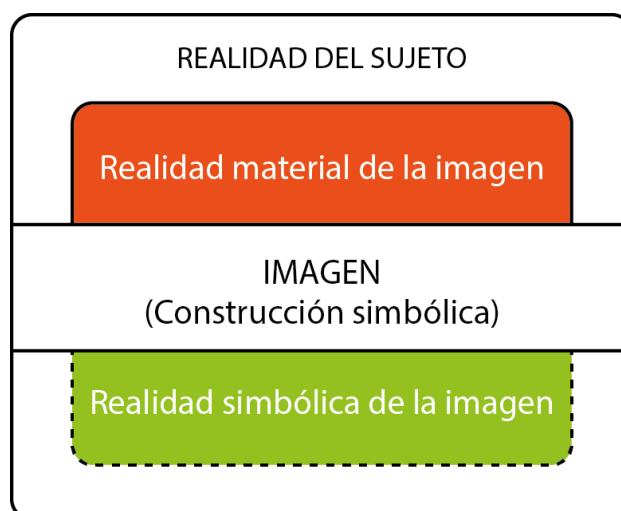 REALIDAD DEL SUJETO
Realidad material de la imagen
IMAGEN
(Construcción simbólica)
Realidad simbólica de la imagen